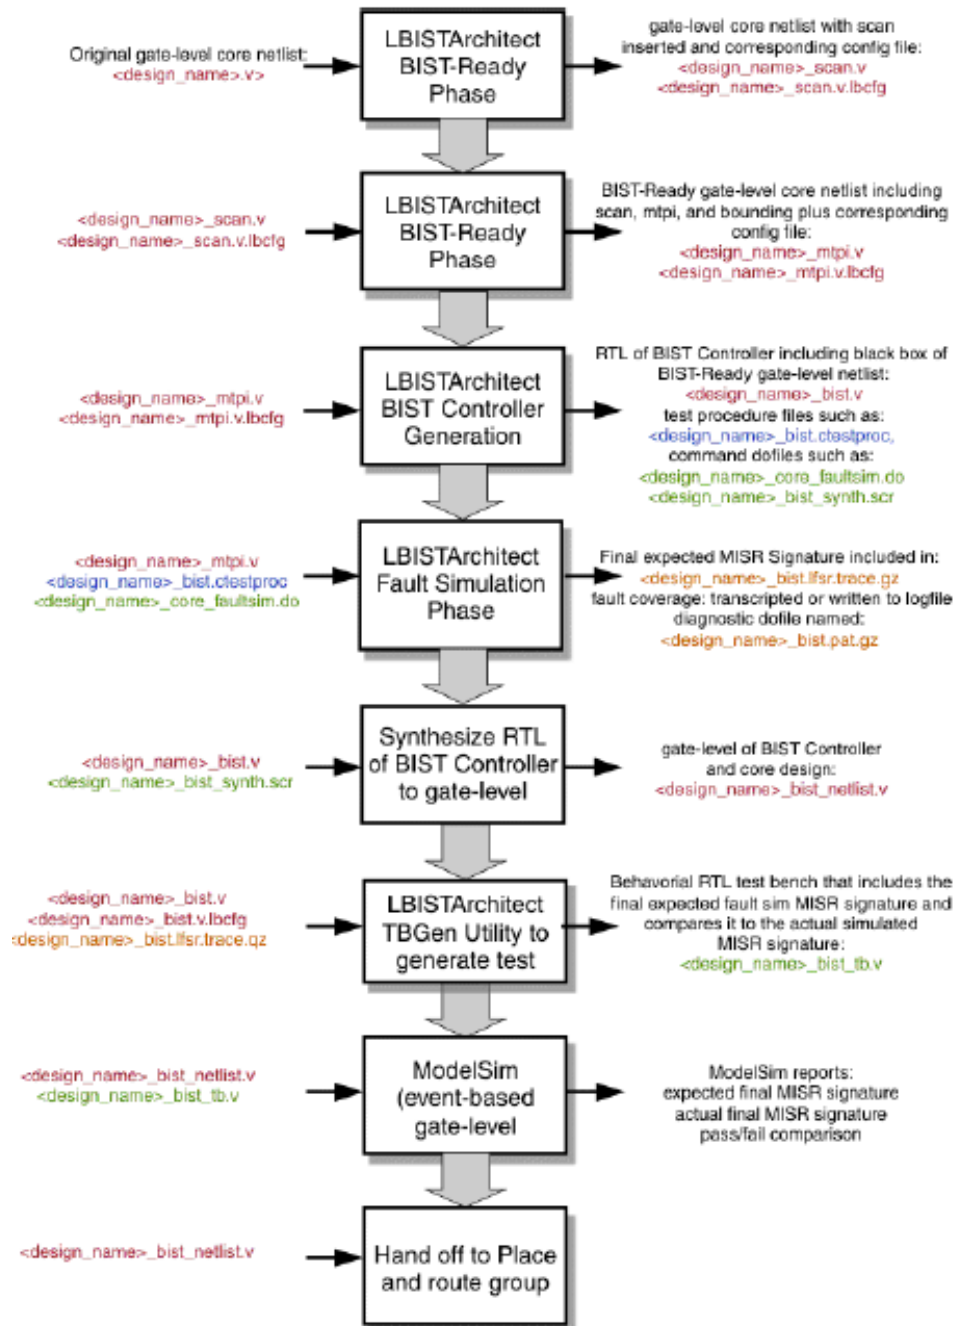 Original gate-level core netlist:
<design_name>.v>
LBISTArchitect
BIST-Ready
Phase
gate-level core netlist with scan
inserted and corresponding config file:
<design_name>_scan.v
<design_name>_scan.v.lbcfg
<design_name>_scan.v
<design_name>_scan.v.lbcfg
LBISTArchitect
BIST-Ready
Phase
BIST-Ready gate-level core netlist including
scan, mtpi, and bounding plus corresponding
config file:
<design_name>_mtpi.v
<design_name>_mtpi.v.lbcfg
<design_name>_mtpi.v
<design_name>_mtpi.v.lbcfg
LBISTArchitect
BIST Controller
Generation
RTL of BIST Controller including black box of
BIST-Ready gate-level netlist:
<design_name>_bist.v
test procedure files such as:
<design_name>_bist.ctestproc,
command dofiles such as:
<design_name>_core_faultsim.do
<design_name>_bist_synth.scr
<design_name>_mtpi.v
<design_name>_bist.ctestproc
<design_name>_core_faultsim.do
LBISTArchitect
Fault Simulation
Phase
Final expected MISR Signature included in:
<design_name>_bist.lfsr.trace.gz
fault coverage: transcripted or written to logfile
diagnostic dofile named:
<design_name>_bist.pat.gz
<design_name>_bist.v
<design_name>_bist_synth.scr
Synthesize RTL
of BIST Controller
to gate-level
gate-level of BIST Controller
and core design:
<design_name>_bist_netlist.v
<design_name>_bist.v
<design_name>_bist.v.lbcfg
<design_name>_bist.lfsr.trace.gz
LBISTArchitect
TBGen Utility to
generate test
Behavorial RTL test bench that includes the
final expected fault sim MISR signature and
compares it to the actual simulated
MISR signature:
<design_name>_bist_tb.v
<design_name>_bist_netlist.v
<design_name>_bist_tb.v
ModelSim
(event-based
gate-level
ModelSim reports:
expected final MISR signature
actual final MISR signature
pass/fail comparison
<design_name>_bist_netlist.v
Hand off to Place
and route group